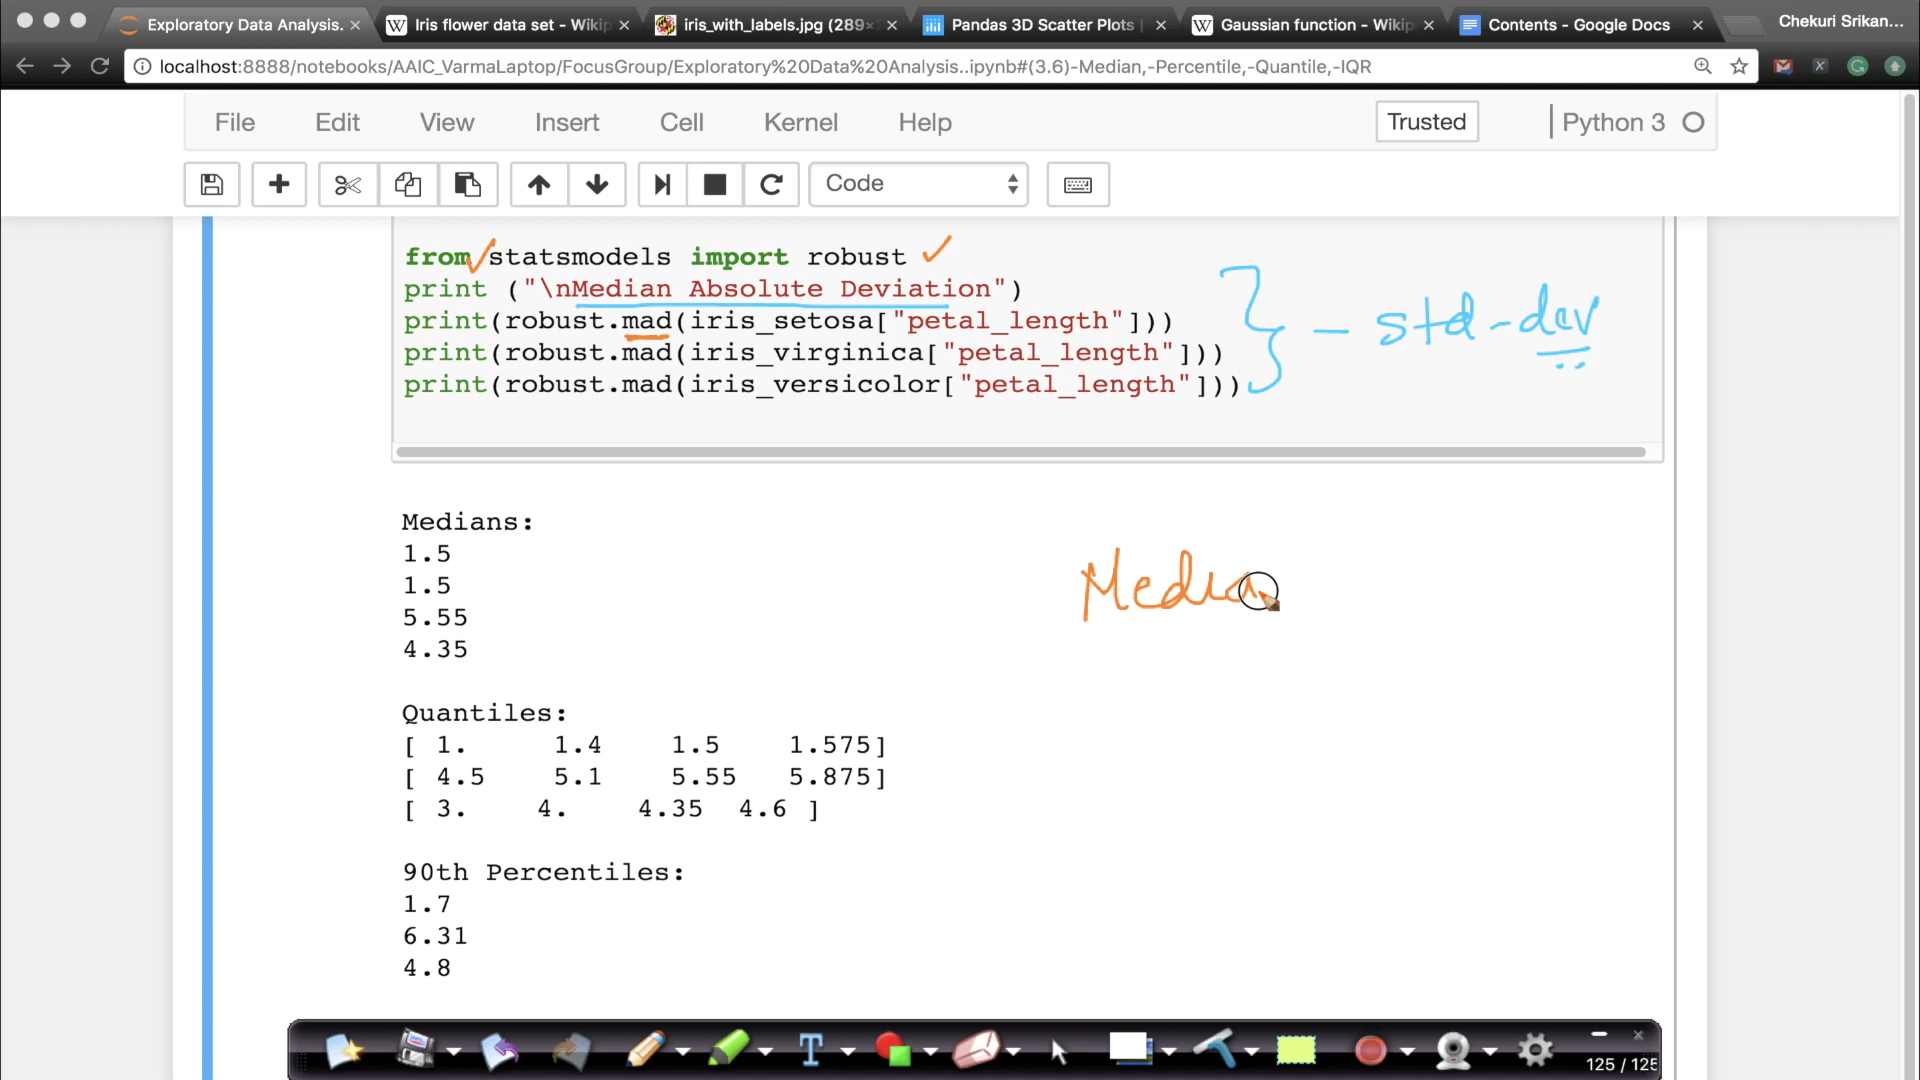 Exploratory Data Analysis. Iris flower data set - Wikip iris_with_labels.jpg (289× Pandas 3D Scatter Plots | Gaussian function - Wikip Contents - Google Docs Chekuri Srikan...
localhost:8888/notebooks/AAIC_VarmaLaptop/FocusGroup/Exploratory%20Data%20Analysis..ipynb#(3.6)-Median,-Percentile,-Quantile,-IQR
File Edit View Insert Cell Kernel Help Trusted Python 3
Code
from statsmodels import robust
print ("\nMedian Absolute Deviation")
print(robust.mad(iris_setosa["petal_length"]))
print(robust.mad(iris_virginica["petal_length"]))
print(robust.mad(iris_versicolor["petal_length"]))
- std-dev
Medians:
1.5
1.5
5.55
4.35
Media
Quantiles:
[ 1. 1.4 1.5 1.575]
[ 4.5 5.1 5.55 5.875]
[ 3. 4. 4.35 4.6 ]
90th Percentiles:
1.7
6.31
4.8
T
125 / 125